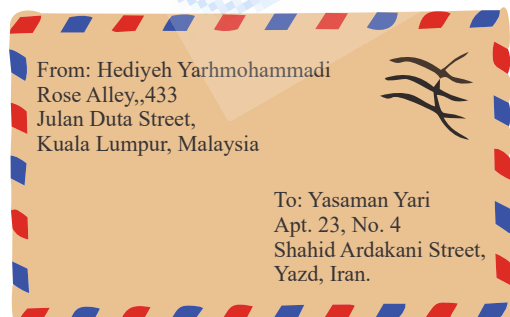 From: Hediyeh Yarhmohammadi
Rose Alley,,433
Julan Duta Street,
Kuala Lumpur, Malaysia
To: Yasaman Yari
Apt. 23, No. 4
Shahid Ardakani Street,
Yazd, Iran.